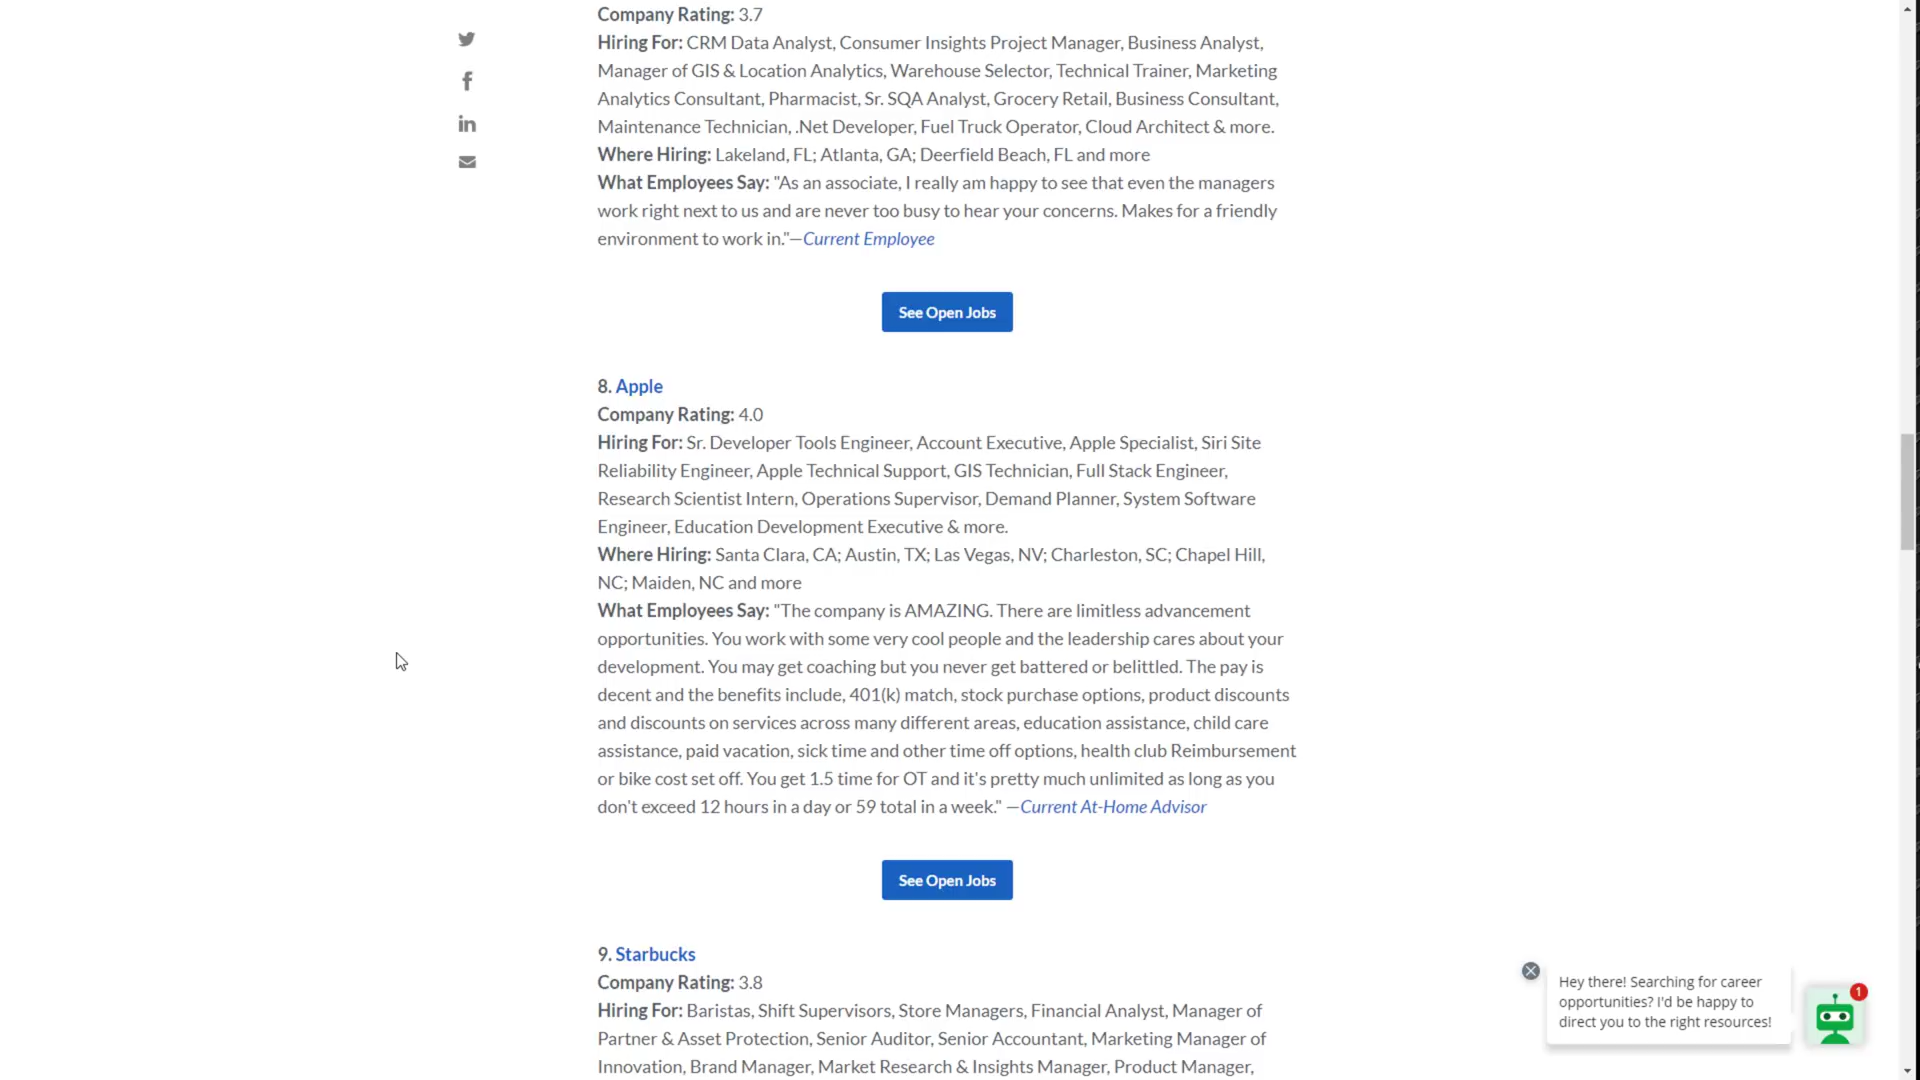 Company Rating: 3.7
Hiring For: CRM Data Analyst, Consumer Insights Project Manager, Business Analyst,
Manager of GIS & Location Analytics, Warehouse Selector, Technical Trainer, Marketing
Analytics Consultant, Pharmacist, Sr. SQA Analyst, Grocery Retail, Business Consultant,
Maintenance Technician, .Net Developer, Fuel Truck Operator, Cloud Architect & more.
Where Hiring: Lakeland, FL; Atlanta, GA; Deerfield Beach, FL and more
What Employees Say: "As an associate, I really am happy to see that even the managers
work right next to us and are never too busy to hear your concerns. Makes for a friendly
environment to work in."—Current Employee
See Open Jobs
8. Apple
Company Rating: 4.0
Hiring For: Sr. Developer Tools Engineer, Account Executive, Apple Specialist, Siri Site
Reliability Engineer, Apple Technical Support, GIS Technician, Full Stack Engineer,
Research Scientist Intern, Operations Supervisor, Demand Planner, System Software
Engineer, Education Development Executive & more.
Where Hiring: Santa Clara, CA; Austin, TX; Las Vegas, NV; Charleston, SC; Chapel Hill,
NC; Maiden, NC and more
What Employees Say: "The company is AMAZING. There are limitless advancement
opportunities. You work with some very cool people and the leadership cares about your
development. You may get coaching but you never get battered or belittled. The pay is
decent and the benefits include, 401(k) match, stock purchase options, product discounts
and discounts on services across many different areas, education assistance, child care
assistance, paid vacation, sick time and other time off options, health club Reimbursement
or bike cost set off. You get 1.5 time for OT and it's pretty much unlimited as long as you
don't exceed 12 hours in a day or 59 total in a week." —Current At-Home Advisor
See Open Jobs
9. Starbucks
Company Rating: 3.8
Hiring For: Baristas, Shift Supervisors, Store Managers, Financial Analyst, Manager of
Partner & Asset Protection, Senior Auditor, Senior Accountant, Marketing Manager of
Innovation, Brand Manager, Market Research & Insights Manager, Product Manager,
Hey there! Searching for career
opportunities? I'd be happy to
direct you to the right resources!
1